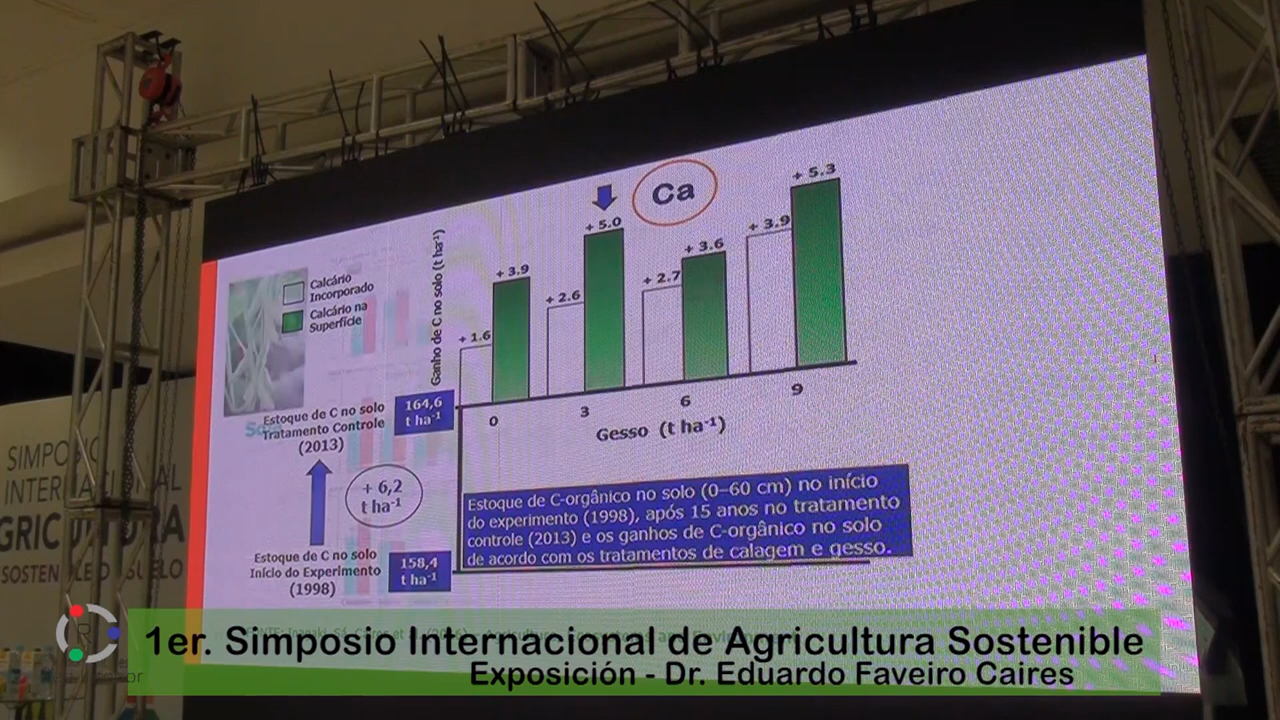 Ca
Ganho de C no solo (t ha⁻¹)
Calcário
Incorporado
Calcário na
Superfície
+ 1.6
+ 3.9
+ 2.6
+ 5.0
+ 2.7
+ 3.6
+ 3.9
+ 5.3
0
3
6
9
Gesso (t ha⁻¹)
Estoque de C no solo
Tratamento Controle
(2013)
164,6
t ha⁻¹
+ 6,2
t ha⁻¹
Estoque de C no solo
Início do Experimento
(1998)
158,4
t ha⁻¹
Estoque de C-orgânico no solo (0–60 cm) no início
do experimento (1998), após 15 anos no tratamento
controle (2013) e os ganhos de C-orgânico no solo
de acordo com os tratamentos de calagem e gesso.
SIMPO
INTER
1er. Simposio Internacional de Agricultura Sostenible
Exposición - Dr. Eduardo Faveiro Caires